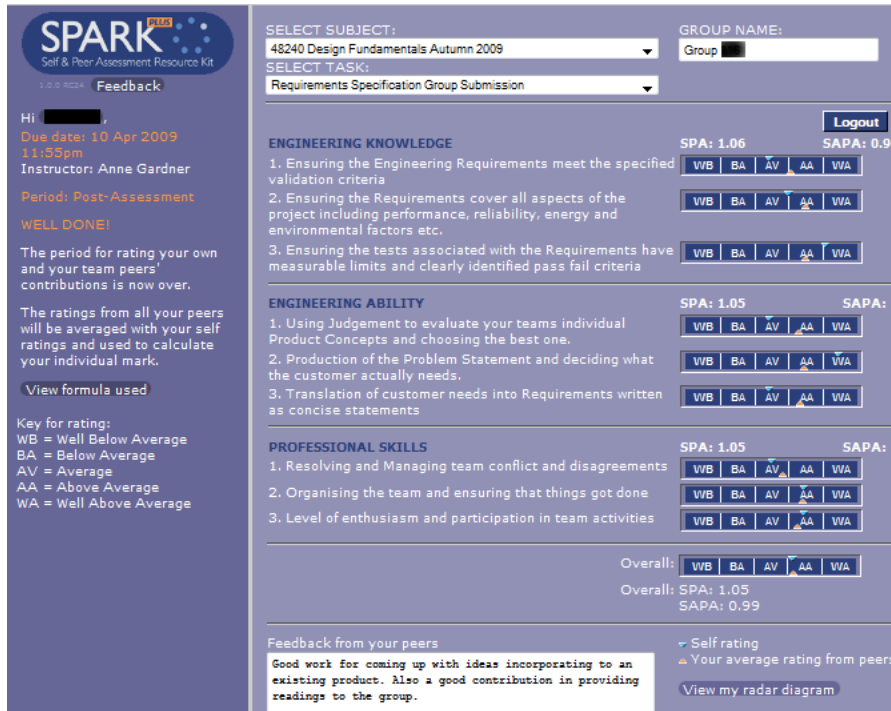 SPARK PLUS
Self & Peer Assessment Resource Kit
1.0.0 RC24 Feedback
Hi ,
Due date: 10 Apr 2009
11:55pm
Instructor: Anne Gardner
Period: Post-Assessment
WELL DONE!
The period for rating your own
and your team peers'
contributions is now over.
The ratings from all your peers
will be averaged with your self
ratings and used to calculate
your individual mark.
View formula used
Key for rating:
WB = Well Below Average
BA = Below Average
AV = Average
AA = Above Average
WA = Well Above Average
SELECT SUBJECT:
48240 Design Fundamentals Autumn 2009
SELECT TASK:
Requirements Specification Group Submission
GROUP NAME:
Group
Logout
ENGINEERING KNOWLEDGE SPA: 1.06 SAPA: 0.9
1. Ensuring the Engineering Requirements meet the specified
validation criteria
WB BA AV AA WA
2. Ensuring the Requirements cover all aspects of the
project including performance, reliability, energy and
environmental factors etc.
WB BA AV AA WA
3. Ensuring the tests associated with the Requirements have
measurable limits and clearly identified pass fail criteria
WB BA AV AA WA
ENGINEERING ABILITY SPA: 1.05 SAPA:
1. Using Judgement to evaluate your teams individual
Product Concepts and choosing the best one.
WB BA AV AA WA
2. Production of the Problem Statement and deciding what
the customer actually needs.
WB BA AV AA WA
3. Translation of customer needs into Requirements written
as concise statements
WB BA AV AA WA
PROFESSIONAL SKILLS SPA: 1.05 SAPA:
1. Resolving and Managing team conflict and disagreements WB BA AV AA WA
2. Organising the team and ensuring that things got done WB BA AV AA WA
3. Level of enthusiasm and participation in team activities WB BA AV AA WA
Overall: WB BA AV AA WA
Overall: SPA: 1.05
SAPA: 0.99
Feedback from your peers
Good work for coming up with ideas incorporating to an
existing product. Also a good contribution in providing
readings to the group.
Self rating
Your average rating from peers
View my radar diagram